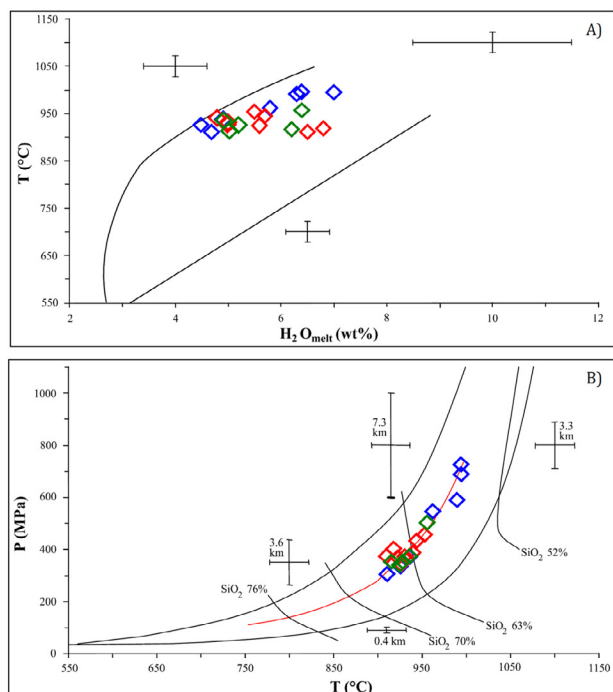 A)
1150
1050
950
850
750
650
550
T (°C)
2 4 6 8 10 12
H2 Omelt (wt%)
B)
1000
800
600
400
200
0
P (MPa)
7.3 km
3.3 km
3.6 km
0.4 km
SiO2 52%
SiO2 76%
SiO2 63%
SiO2 70%
550 650 750 850 950 1050 1150
T (°C)